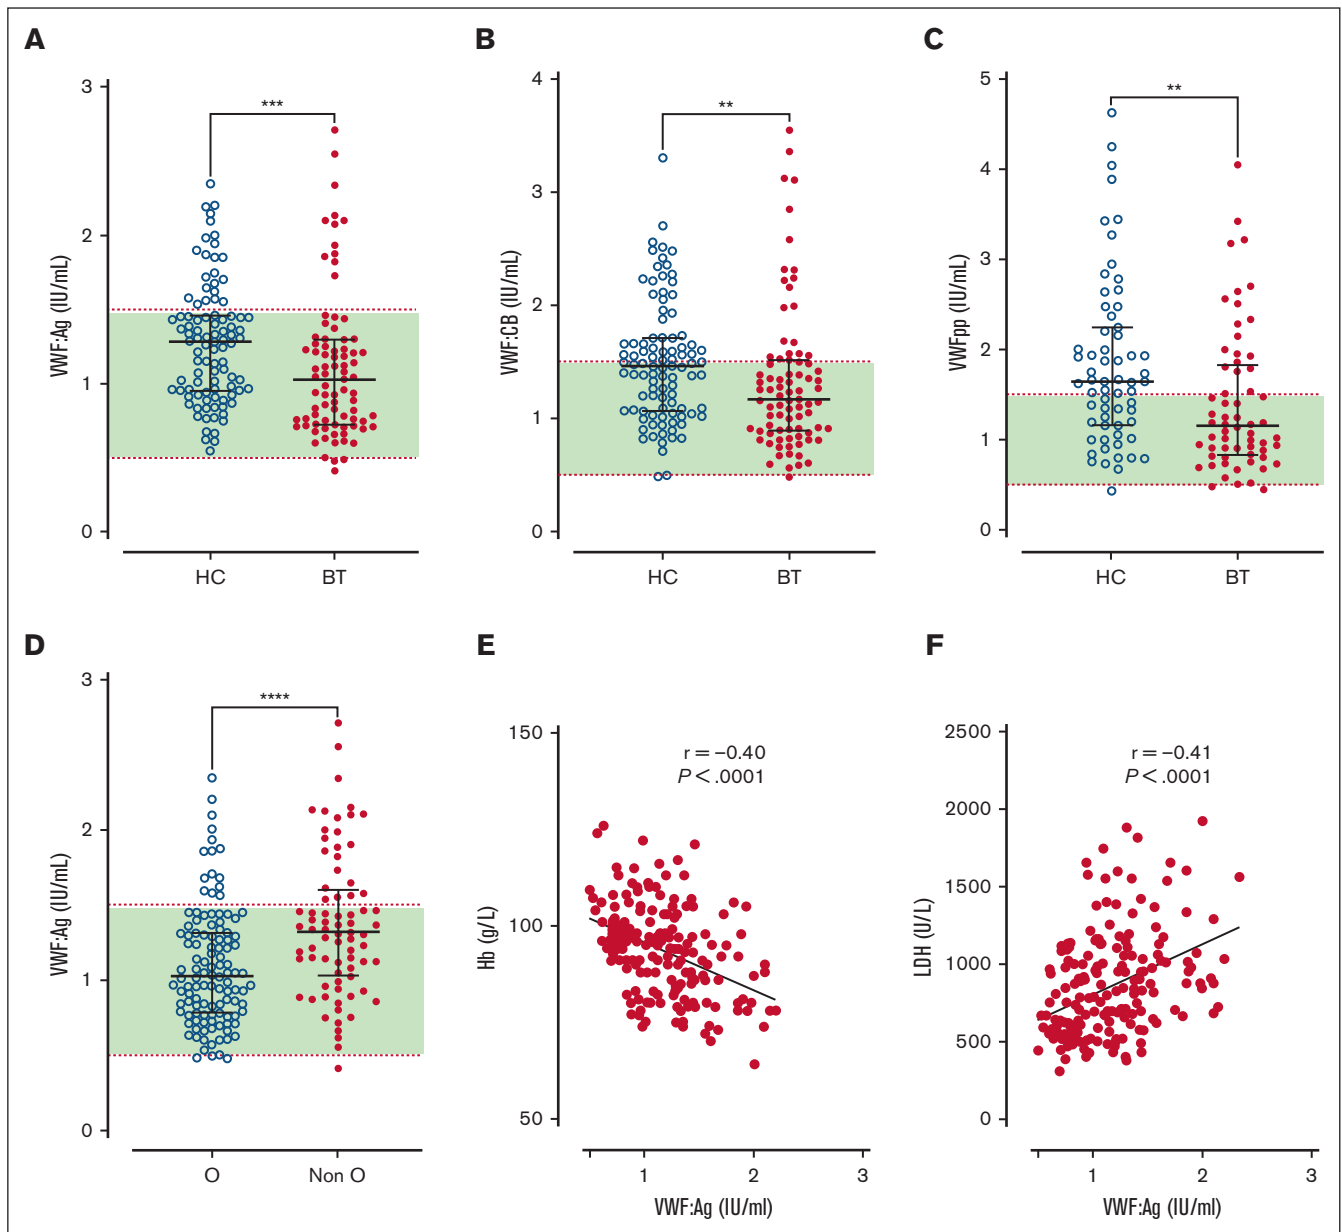 A
VWF:Ag (IU/mL)
3
2
1
0
***
HC
BT
B
VWF:CB (IU/mL)
4
3
2
1
0
**
HC
BT
C
VWFpp (IU/mL)
5
4
3
2
1
0
**
HC
BT
D
VWF:Ag (IU/mL)
3
2
1
0
****
O
Non O
E
Hb (g/L)
150
100
50
r = −0.40
P < .0001
1
2
3
VWF:Ag (IU/ml)
F
LDH (U/L)
2500
2000
1500
1000
500
0
r = −0.41
P < .0001
1
2
3
VWF:Ag (IU/ml)